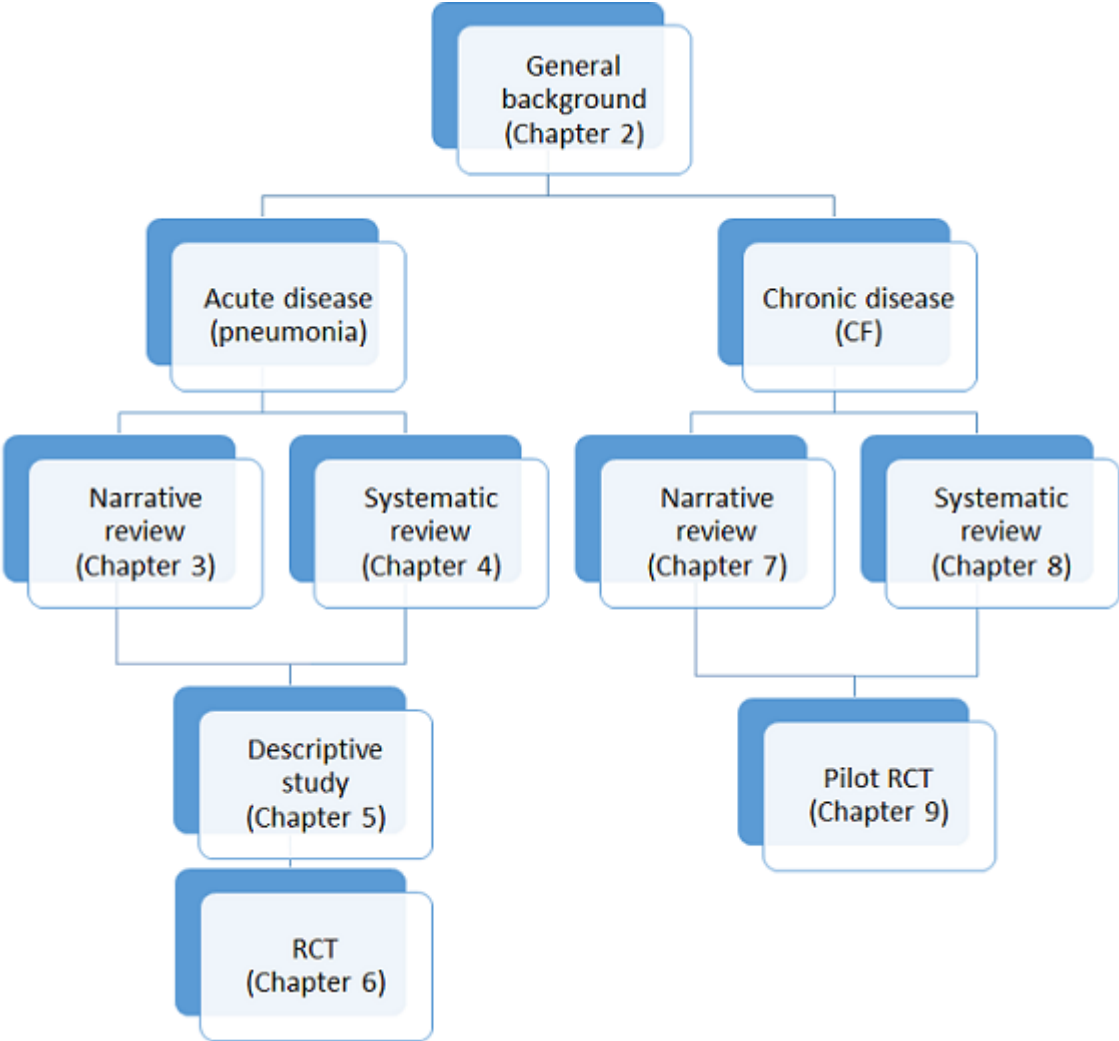 General
background
(Chapter 2)
Acute disease
(pneumonia)
Chronic disease
(CF)
Narrative
review
(Chapter 3)
Systematic
review
(Chapter 4)
Narrative
review
(Chapter 7)
Systematic
review
(Chapter 8)
Descriptive
study
(Chapter 5)
Pilot RCT
(Chapter 9)
RCT
(Chapter 6)